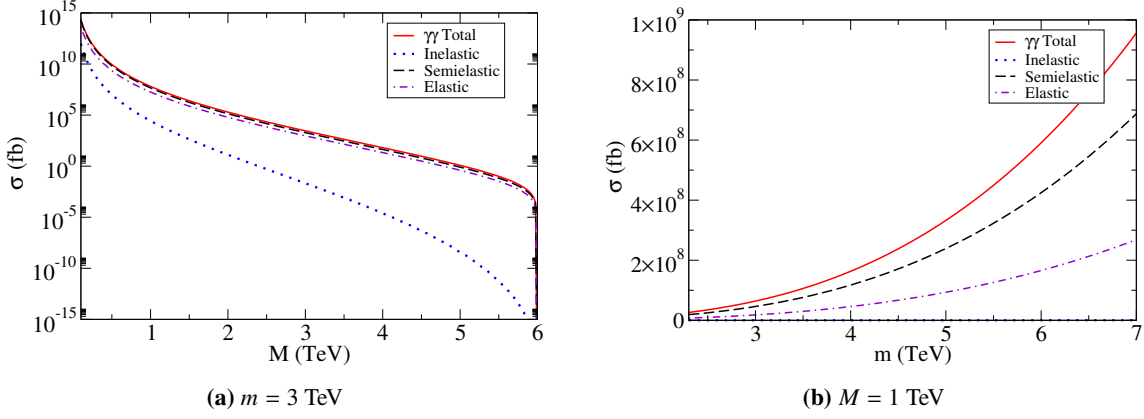 10^15
10^10
10^5
10^0
10^-5
10^-10
10^-15
σ (fb)
γγ Total
Inelastic
Semielastic
Elastic
1 2 3 4 5 6
M (TeV)
(a) m = 3 TeV
1×10^9
8×10^8
6×10^8
4×10^8
2×10^8
0
σ (fb)
γγ Total
Inelastic
Semielastic
Elastic
3 4 5 6 7
m (TeV)
(b) M = 1 TeV